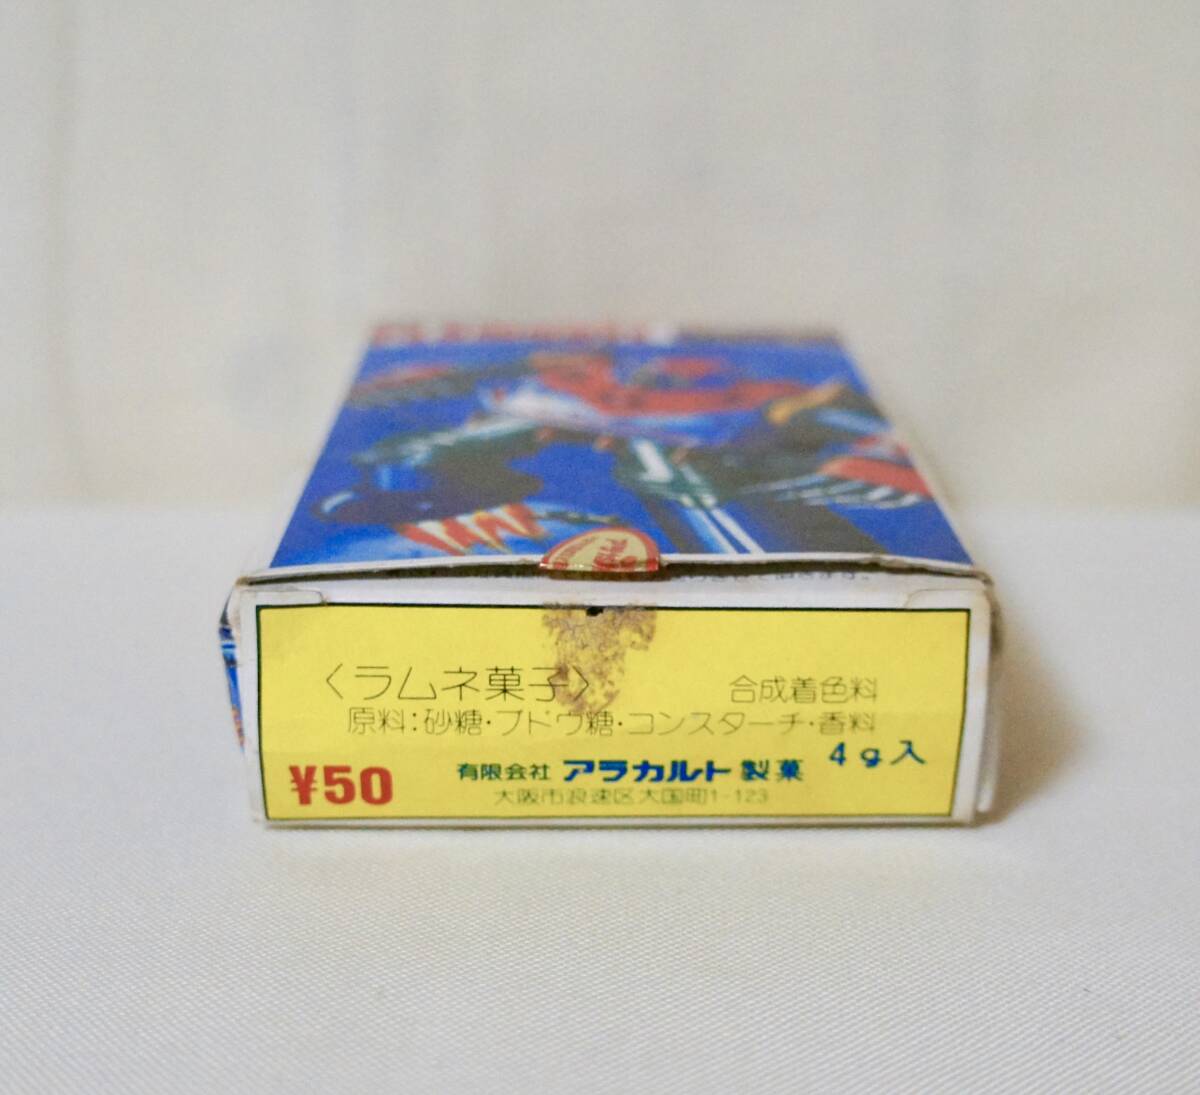 〈ラムネ菓子〉 合成着色料
原料:砂糖・ブドウ糖・コンスターチ・香料
¥50 有限会社 アラカルト製菓 4g入
大阪市浪速区大国町1-123